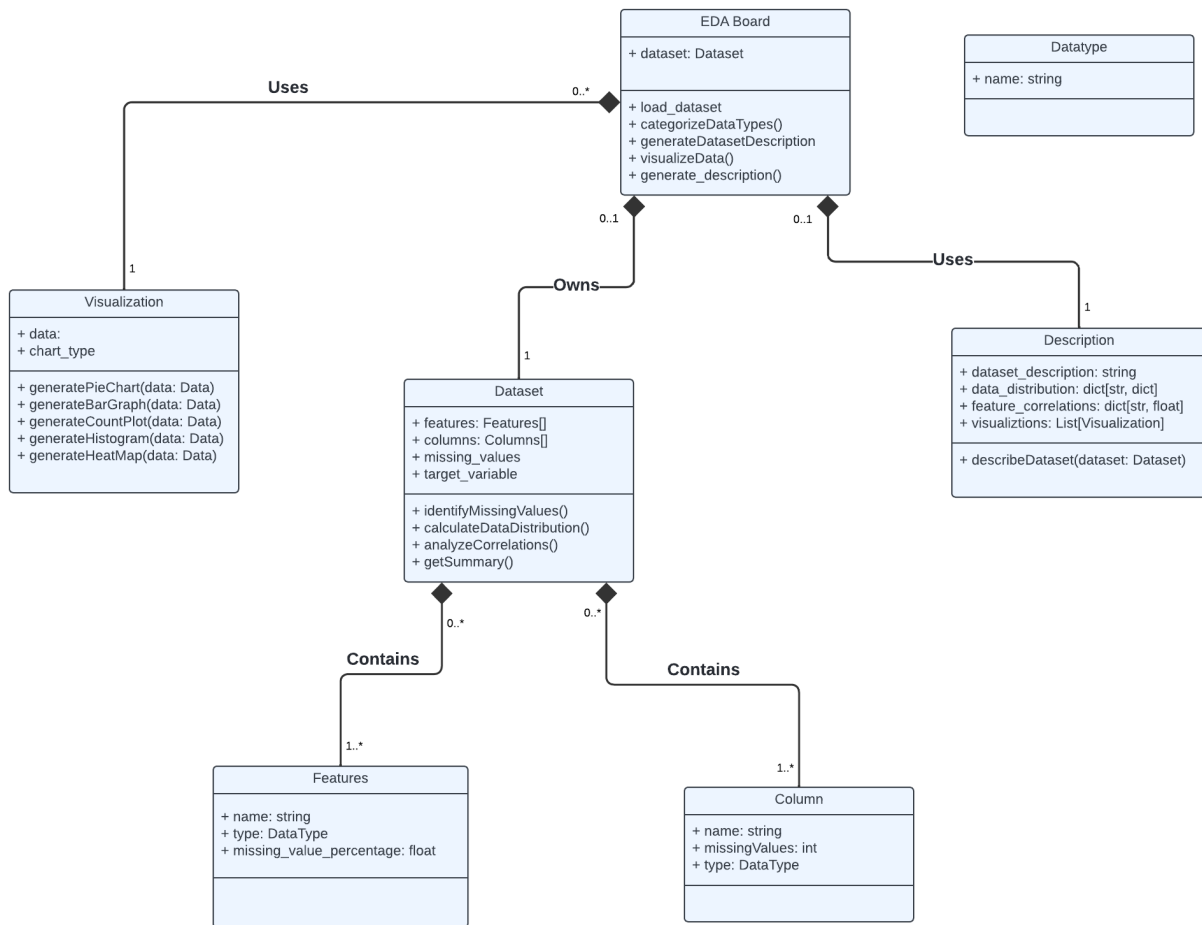 EDA Board
+ dataset: Dataset
+ load_dataset
+ categorizeDataTypes()
+ generateDatasetDescription
+ visualizeData()
+ generate_description()
Datatype
+ name: string
Uses
0..*
1
0..1
Owns
1
0..1
Uses
1
Visualization
+ data:
+ chart_type
+ generatePieChart(data: Data)
+ generateBarGraph(data: Data)
+ generateCountPlot(data: Data)
+ generateHistogram(data: Data)
+ generateHeatMap(data: Data)
Dataset
+ features: Features[]
+ columns: Columns[]
+ missing_values
+ target_variable
+ identifyMissingValues()
+ calculateDataDistribution()
+ analyzeCorrelations()
+ getSummary()
Description
+ dataset_description: string
+ data_distribution: dict[str, dict]
+ feature_correlations: dict[str, float]
+ visualiztions: List[Visualization]
+ describeDataset(dataset: Dataset)
0..*
Contains
1..*
0..*
Contains
1..*
Features
+ name: string
+ type: DataType
+ missing_value_percentage: float
Column
+ name: string
+ missingValues: int
+ type: DataType